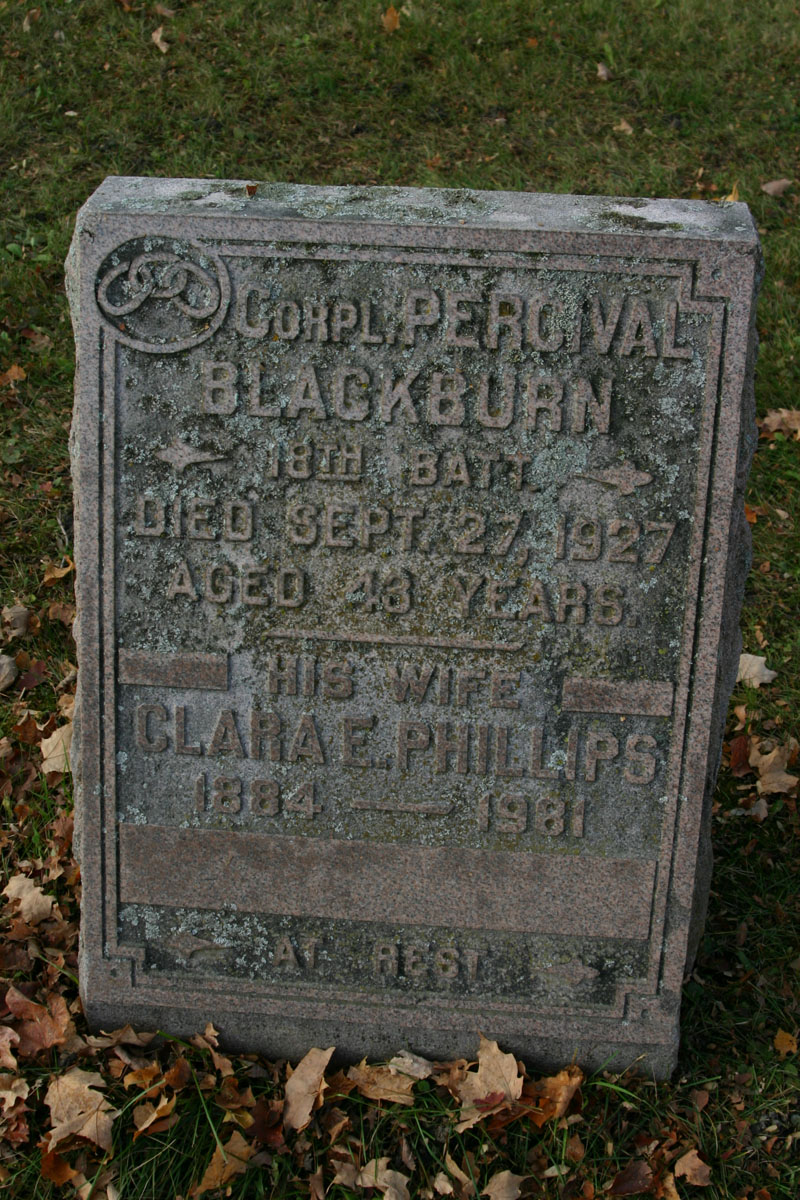 CORPL. PERCIVAL
BLACKBURN
18TH BATT.
DIED SEPT. 27, 1927
AGED 43 YEARS.
HIS WIFE
CLARA E. PHILLIPS
1884 — 1981
AT REST